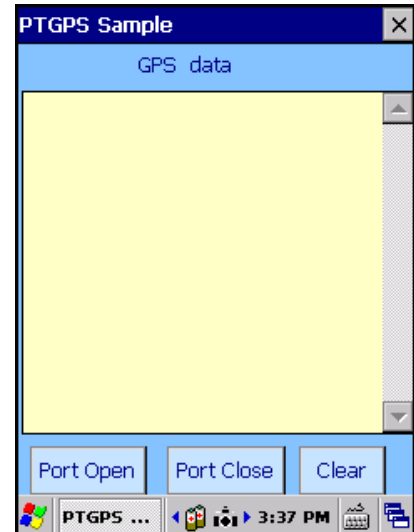 PTGPS Sample
GPS data
Port Open Port Close Clear
PTGPS ... 3:37 PM